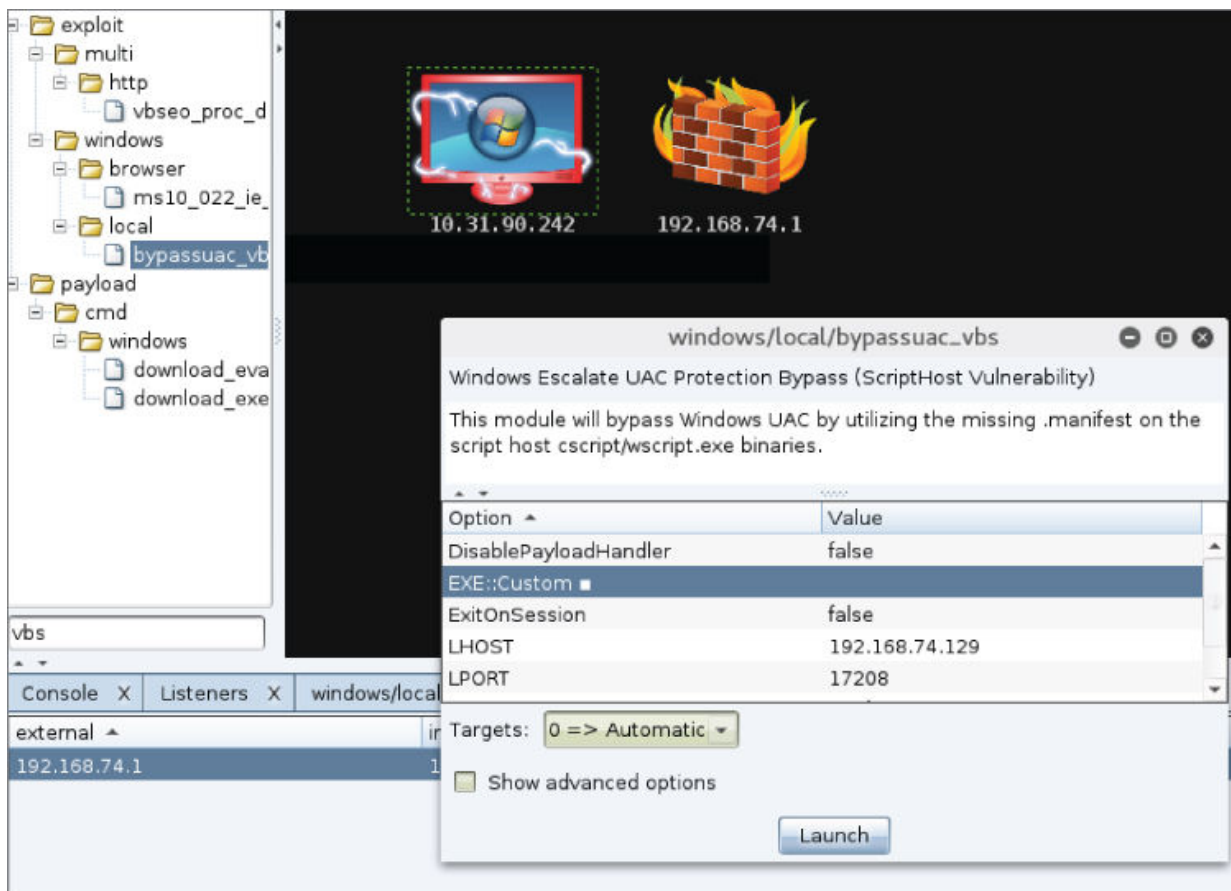 exploit
multi
http
vbseo_proc_d
windows
browser
ms10_022_ie_
local
bypassuac_vb
payload
cmd
windows
download_eva
download_exe
vbs
10.31.90.242
192.168.74.1
windows/local/bypassuac_vbs
Windows Escalate UAC Protection Bypass (ScriptHost Vulnerability)
This module will bypass Windows UAC by utilizing the missing .manifest on the
script host cscript/wscript.exe binaries.
Option Value
DisablePayloadHandler false
EXE::Custom
ExitOnSession false
LHOST 192.168.74.129
LPORT 17208
Targets: 0 => Automatic
Show advanced options
Launch
Console X Listeners X windows/local
external in
192.168.74.1 1